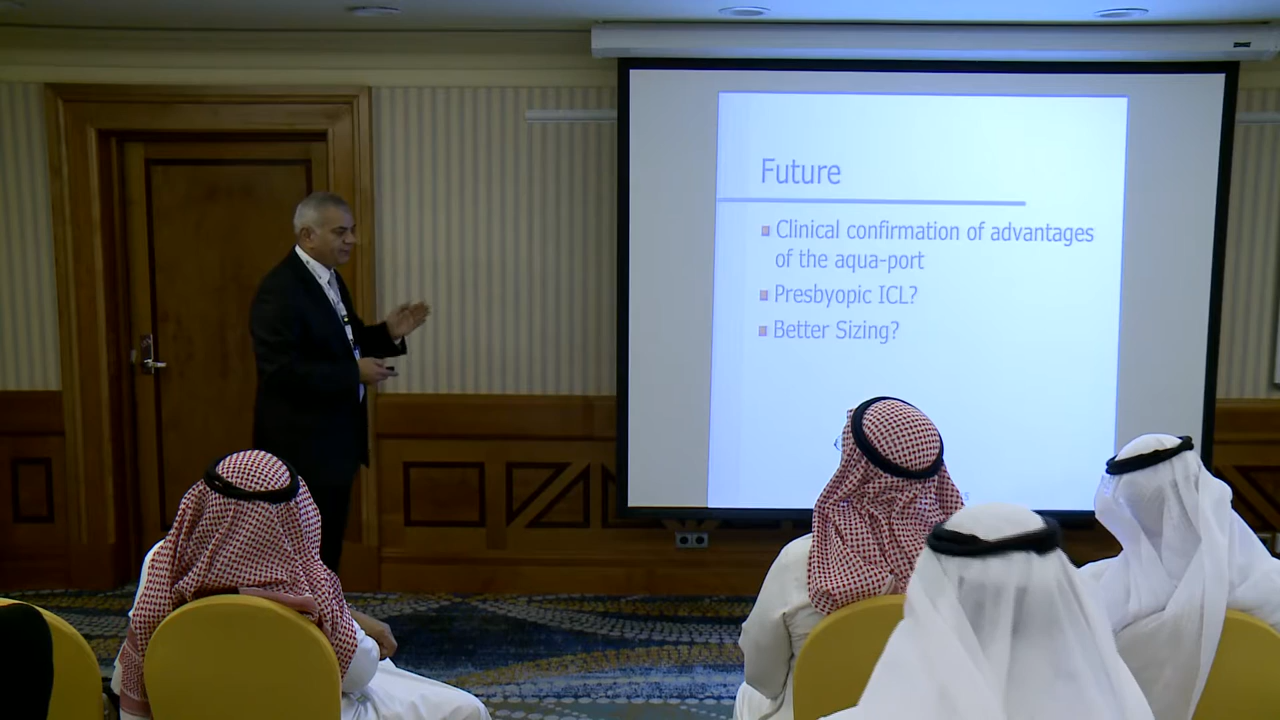 Future
Clinical confirmation of advantages
of the aqua-port
Presbyopic ICL?
Better Sizing?